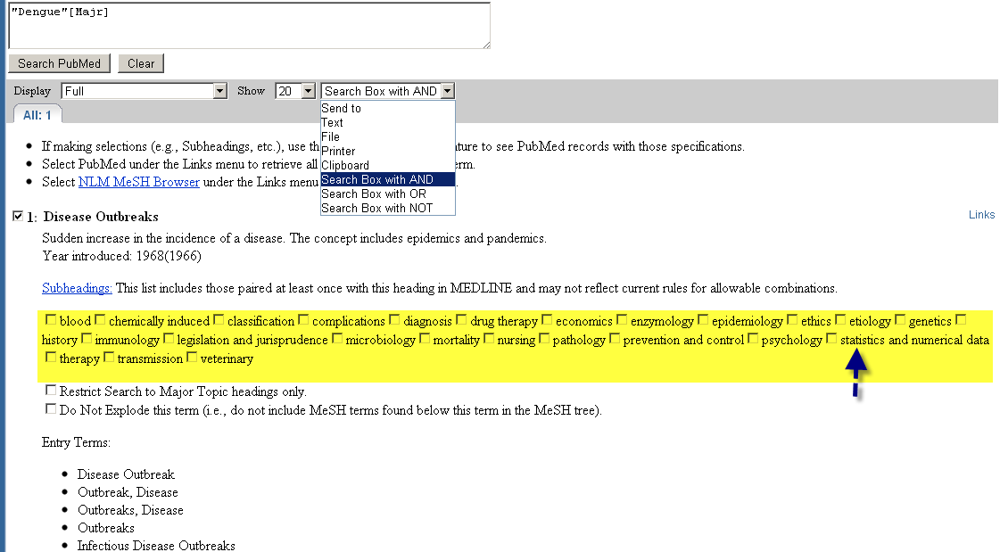 "Dengue"[Majr]
Search PubMed Clear
Display Full Show 20 Search Box with AND
Send to
All: 1
Text
File
If making selections (e.g., Subheadings, etc.), use th ature to see PubMed records with those specifications.
Printer
Select PubMed under the Links menu to retrieve all erm.
Clipboard
Search Box with AND
Select NLM MeSH Browser under the Links menu .
Search Box with OR
Search Box with NOT
1: Disease Outbreaks Links
Sudden increase in the incidence of a disease. The concept includes epidemics and pandemics.
Year introduced: 1968(1966)
Subheadings: This list includes those paired at least once with this heading in MEDLINE and may not reflect current rules for allowable combinations.
blood chemically induced classification complications diagnosis drug therapy economics enzymology epidemiology ethics etiology genetics
history immunology legislation and jurisprudence microbiology mortality nursing pathology prevention and control psychology statistics and numerical data
therapy transmission veterinary
Restrict Search to Major Topic headings only.
Do Not Explode this term (i.e., do not include MeSH terms found below this term in the MeSH tree).
Entry Terms:
Disease Outbreak
Outbreak, Disease
Outbreaks, Disease
Outbreaks
Infectious Disease Outbreaks